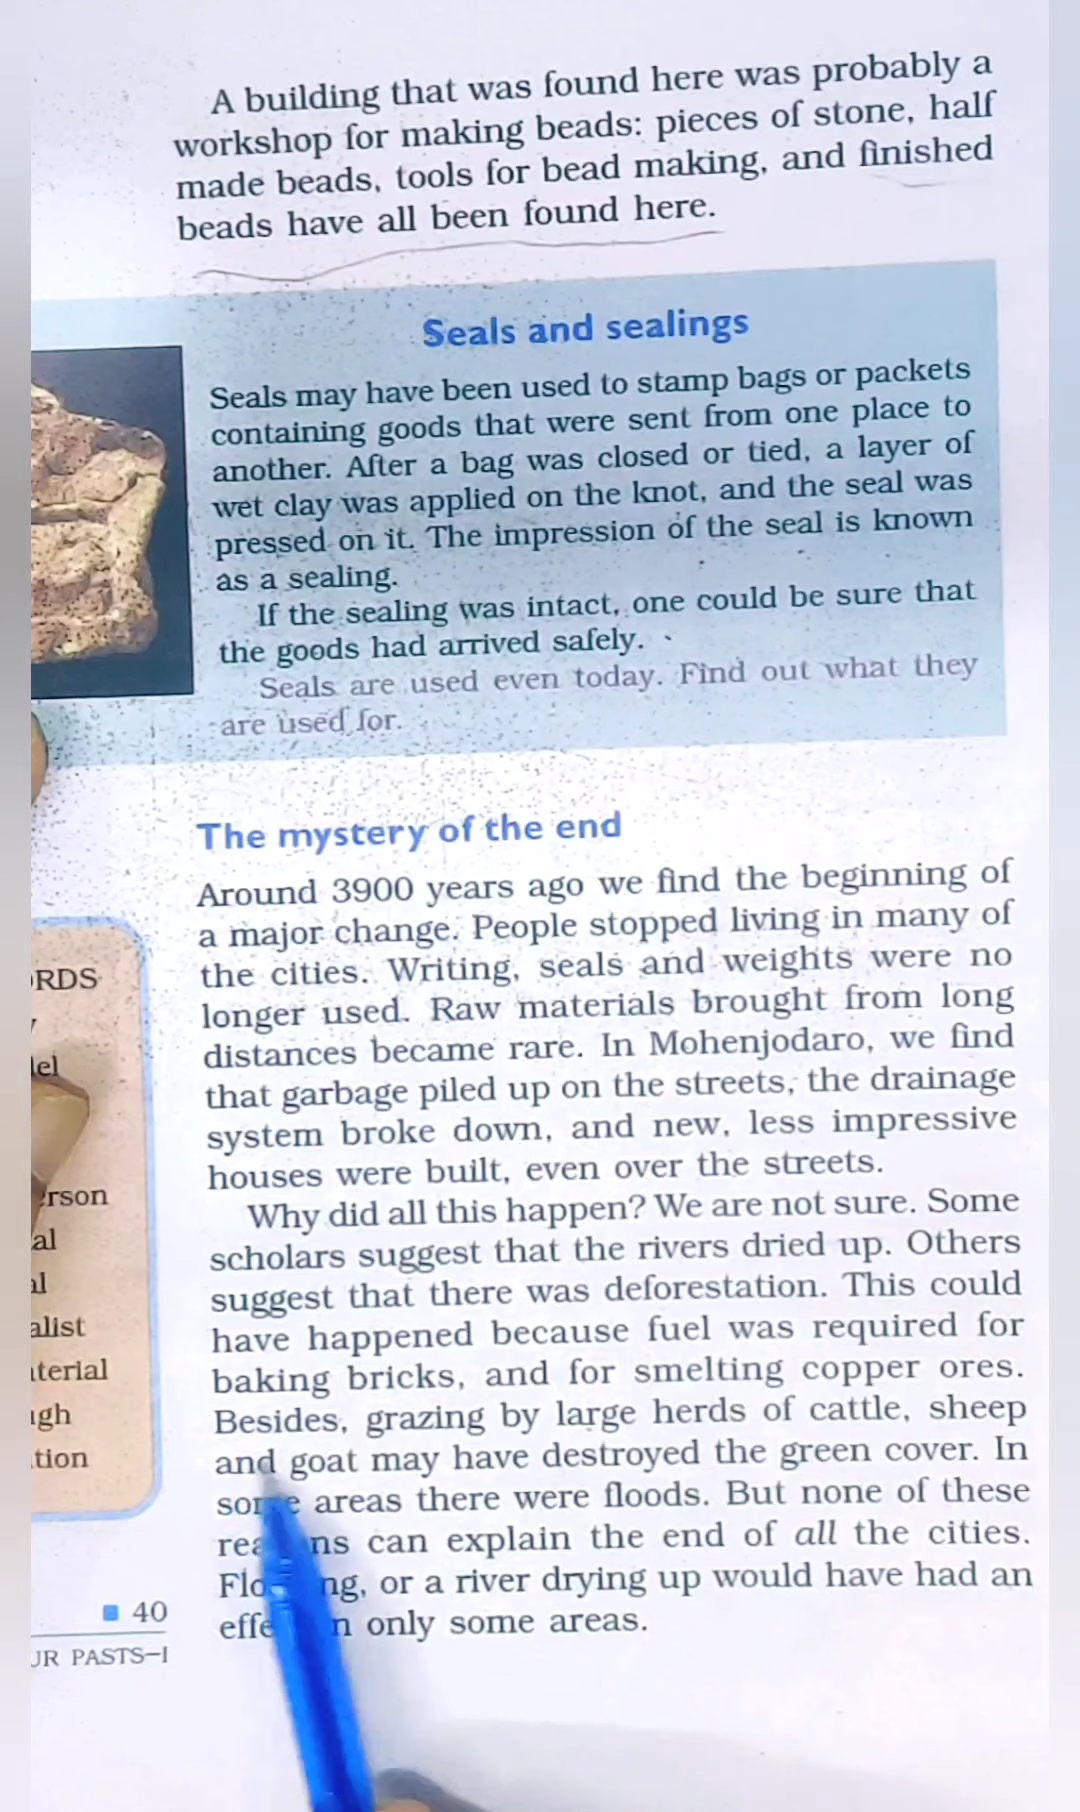 A building that was found here was probably a
workshop for making beads: pieces of stone, half
made beads, tools for bead making, and finished
beads have all been found here.
Seals and sealings
Seals may have been used to stamp bags or packets
containing goods that were sent from one place to
another. After a bag was closed or tied, a layer of
wet clay was applied on the knot, and the seal was
pressed on it. The impression of the seal is known
as a sealing.
If the sealing was intact, one could be sure that
the goods had arrived safely.
Seals are used even today. Find out what they
are used for.
The mystery of the end
Around 3900 years ago we find the beginning of
a major change. People stopped living in many of
the cities. Writing, seals and weights were no
longer used. Raw materials brought from long
distances became rare. In Mohenjodaro, we find
that garbage piled up on the streets, the drainage
system broke down, and new, less impressive
houses were built, even over the streets.
Why did all this happen? We are not sure. Some
scholars suggest that the rivers dried up. Others
suggest that there was deforestation. This could
have happened because fuel was required for
baking bricks, and for smelting copper ores.
Besides, grazing by large herds of cattle, sheep
and goat may have destroyed the green cover. In
some areas there were floods. But none of these
can explain the end of all the cities.
or a river drying up would have had an
only some areas.
RDS
el
erson
al
al
alist
terial
gh
tion
40
UR PASTS–I